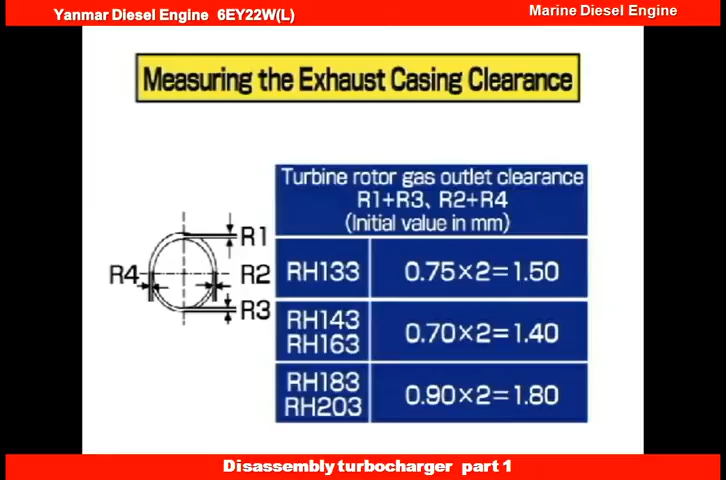 Yanmar Diesel Engine 6EY22W(L)
Marine Diesel Engine
Measuring the Exhaust Casing Clearance
Turbine rotor gas outlet clearance
R1+R3、R2+R4
(Initial value in mm)
R1
R4
R2
R3
RH133
0.75×2=1.50
RH143
RH163
0.70×2=1.40
RH183
RH203
0.90×2=1.80
Disassembly turbocharger part 1